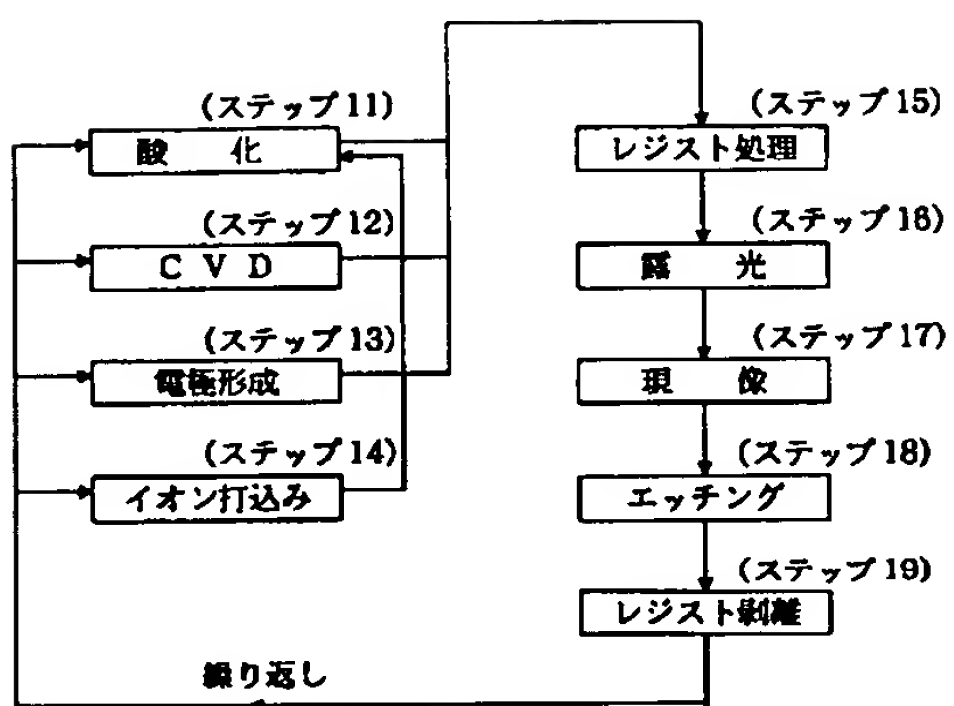 (ステップ11)
酸 化
(ステップ12)
C V D
(ステップ13)
電極形成
(ステップ14)
イオン打込み
(ステップ15)
レジスト処理
(ステップ16)
露 光
(ステップ17)
現 像
(ステップ18)
エッチング
(ステップ19)
レジスト剥離
繰り返し